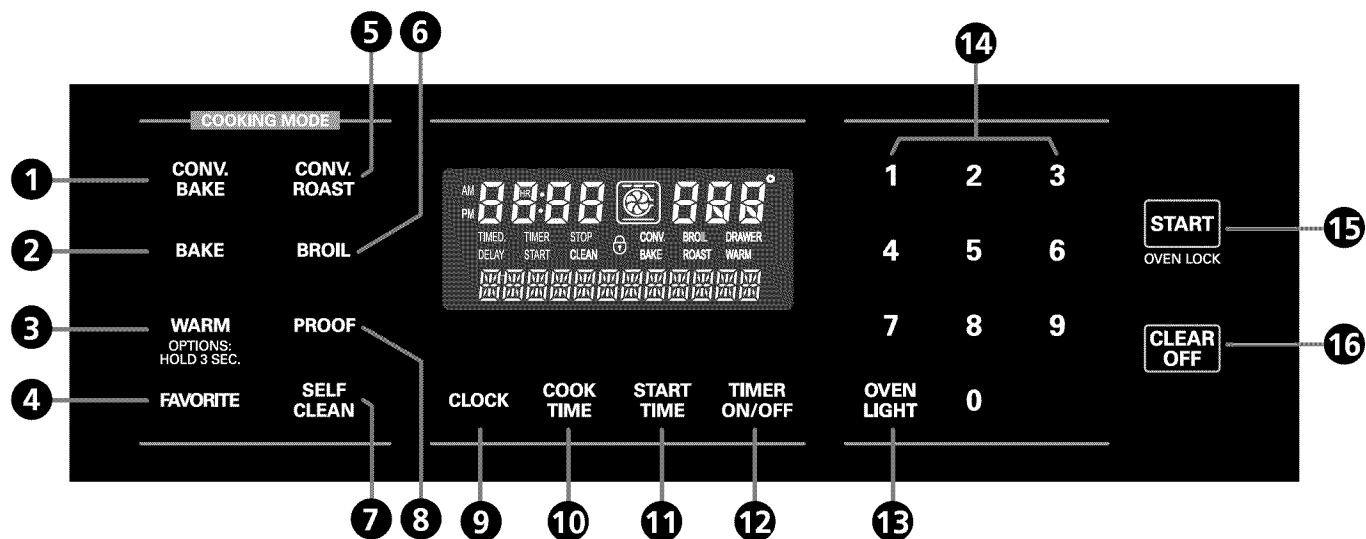 5 6 14
COOKING MODE
1 CONV. BAKE CONV. ROAST
2 BAKE BROIL
3 WARM PROOF
OPTIONS:
HOLD 3 SEC.
4 FAVORITE SELF CLEAN
AM 88:88 888°
HR
PM
TIMED. TIMER STOP CONV. BROIL DRAWER
DELAY START CLEAN BAKE ROAST WARM
CLOCK COOK TIME START TIME TIMER ON/OFF
1 2 3
4 5 6
7 8 9
OVEN LIGHT 0
START 15
OVEN LOCK
CLEAR OFF 16
7 8 9 10 11 12 13